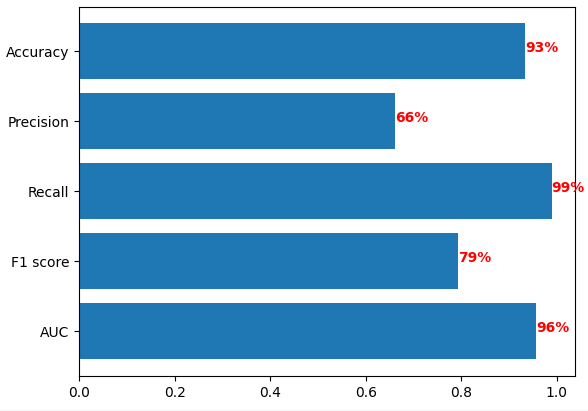 Accuracy 93%
Precision 66%
Recall 99%
F1 score 79%
AUC 96%
0.0 0.2 0.4 0.6 0.8 1.0